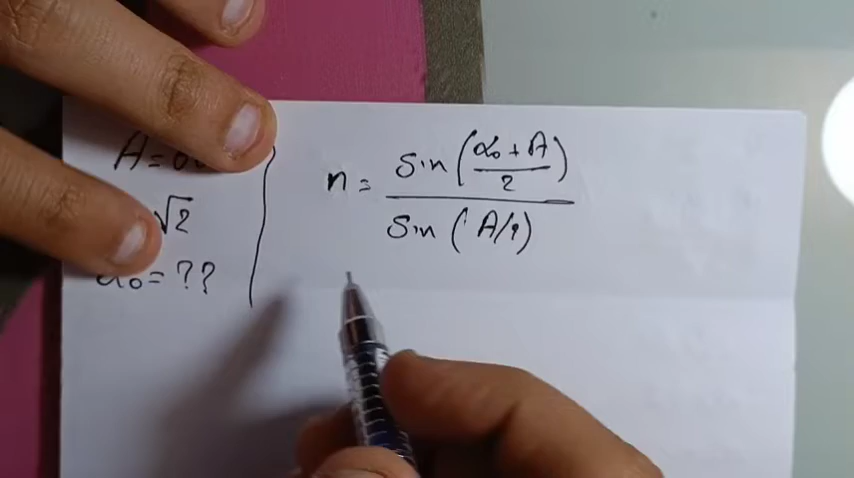 A =
√2
α₀ = ??
n = sin((α₀ + A)/2) / sin(A/2)